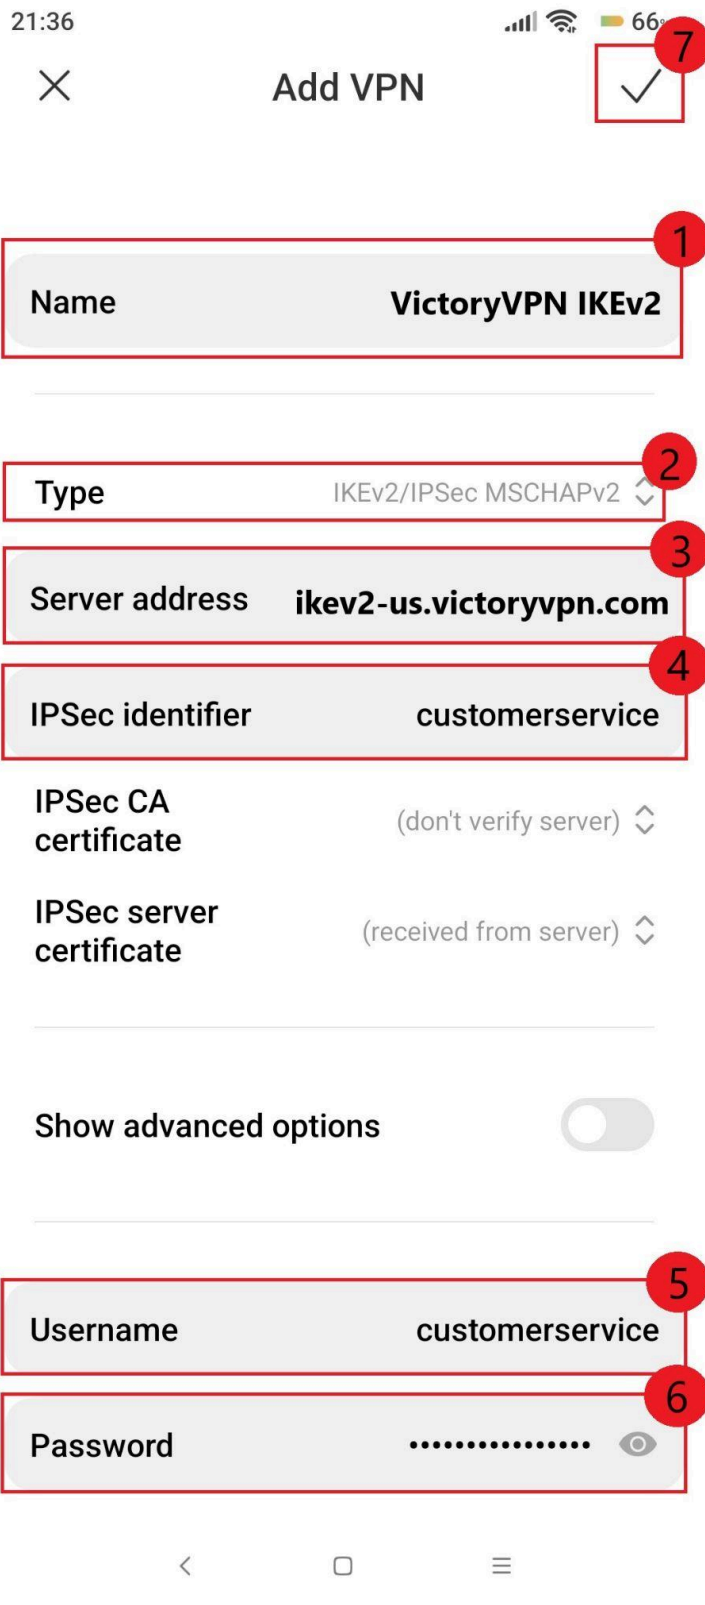 21:36
66%
7
Add VPN
1
Name VictoryVPN IKEv2
2
Type IKEv2/IPSec MSCHAPv2
3
Server address ikev2-us.victoryvpn.com
4
IPSec identifier customerservice
IPSec CA
certificate (don't verify server)
IPSec server
certificate (received from server)
Show advanced options
5
Username customerservice
6
Password ••••••••••••••••